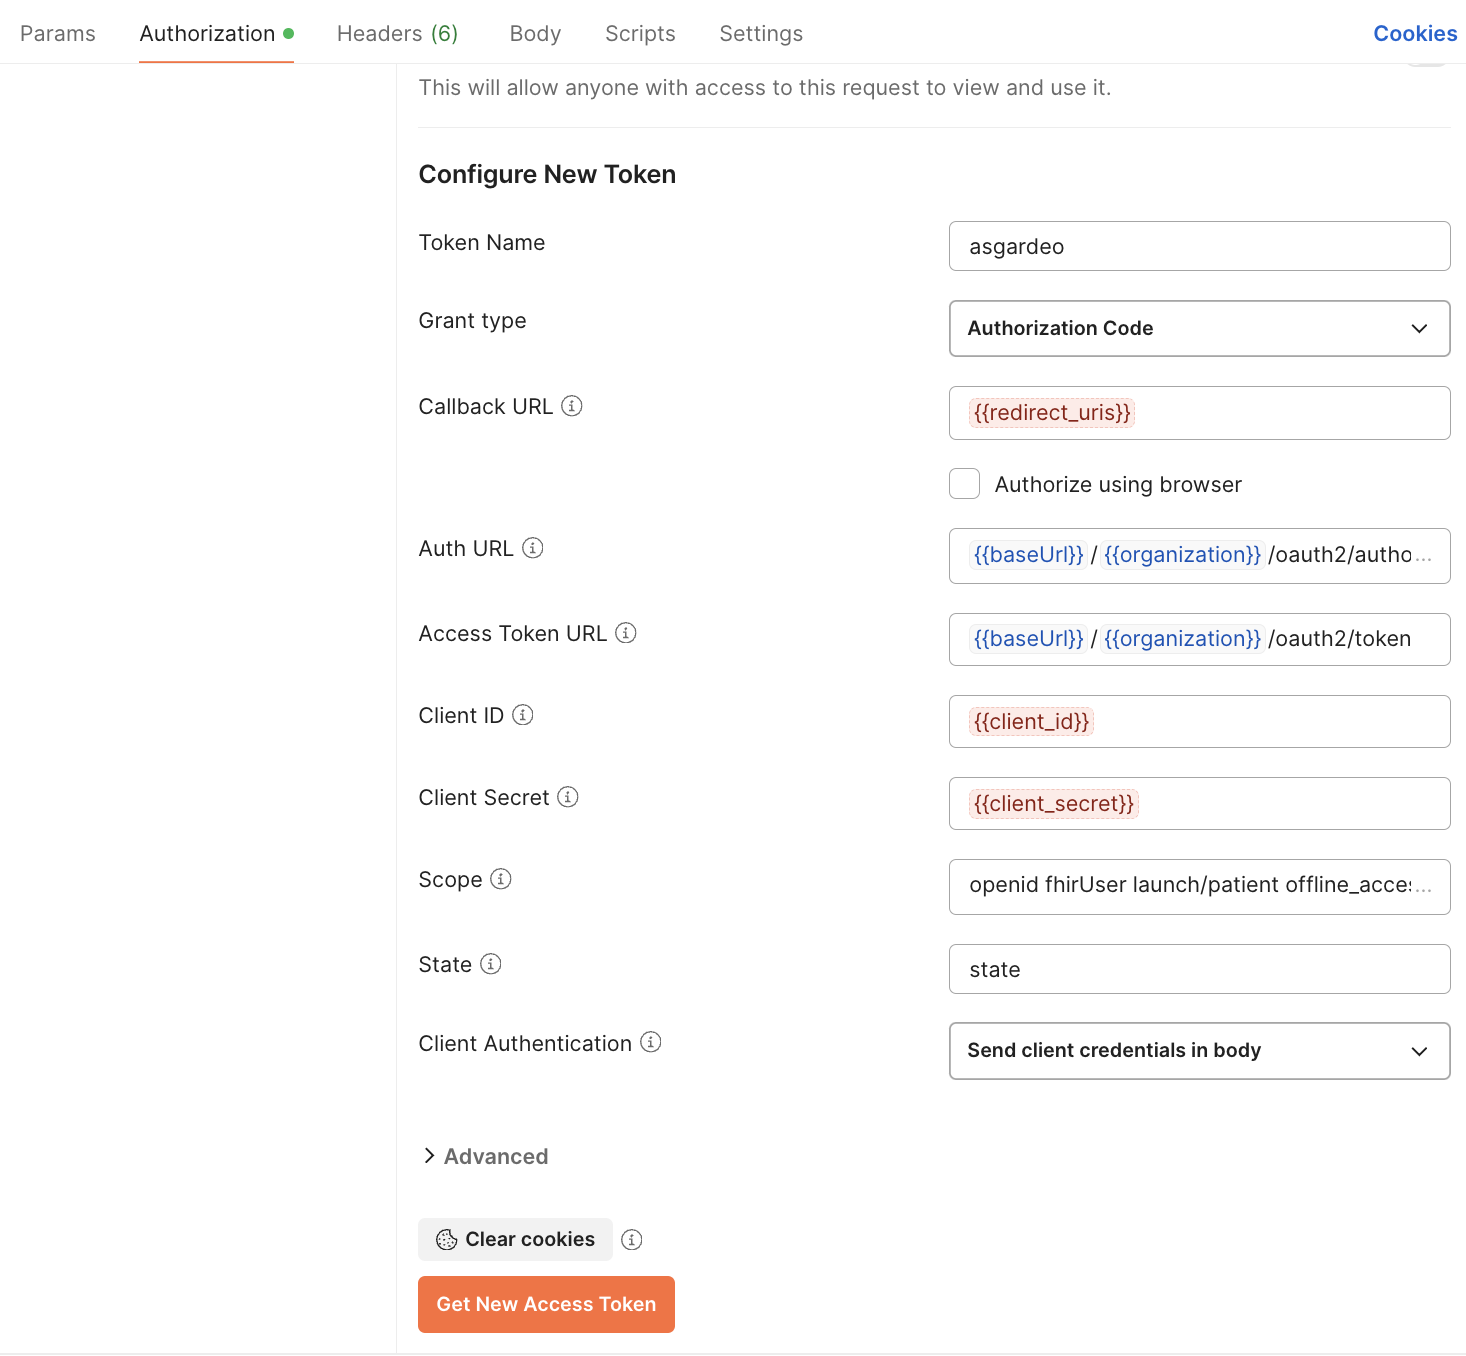 Params Authorization Headers (6) Body Scripts Settings Cookies
This will allow anyone with access to this request to view and use it.
Configure New Token
Token Name
asgardeo
Grant type
Authorization Code
Callback URL
{{redirect_uris}}
Authorize using browser
Auth URL
{{baseUrl}}/{{organization}}/oauth2/autho...
Access Token URL
{{baseUrl}}/{{organization}}/oauth2/token
Client ID
{{client_id}}
Client Secret
{{client_secret}}
Scope
openid fhirUser launch/patient offline_acces...
State
state
Client Authentication
Send client credentials in body
Advanced
Clear cookies
Get New Access Token